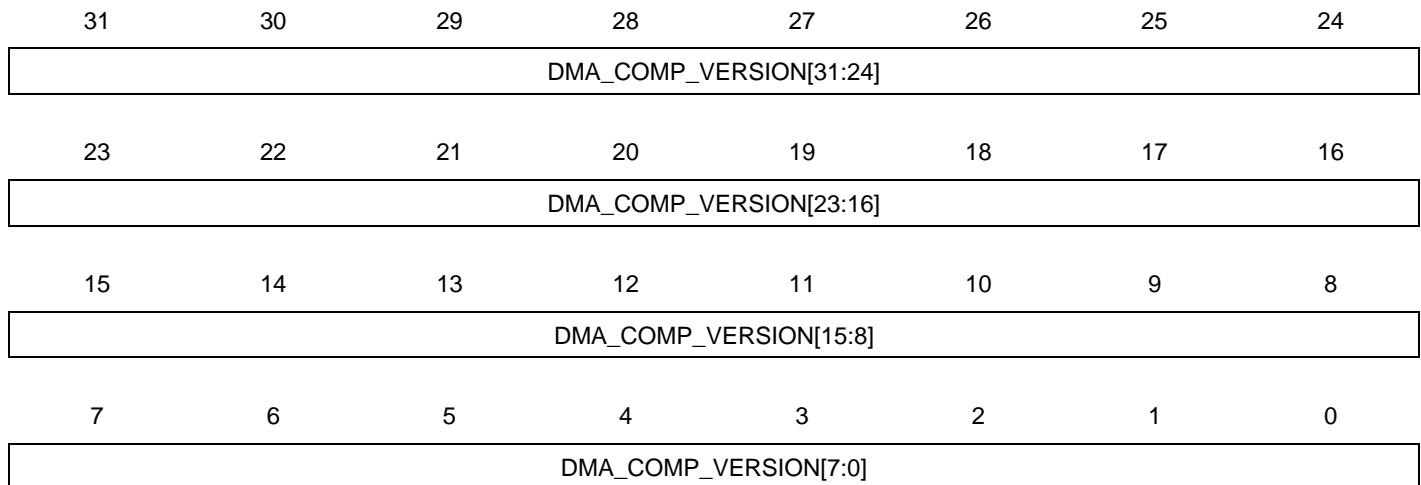 31 30 29 28 27 26 25 24
DMA_COMP_VERSION[31:24]
23 22 21 20 19 18 17 16
DMA_COMP_VERSION[23:16]
15 14 13 12 11 10 9 8
DMA_COMP_VERSION[15:8]
7 6 5 4 3 2 1 0
DMA_COMP_VERSION[7:0]